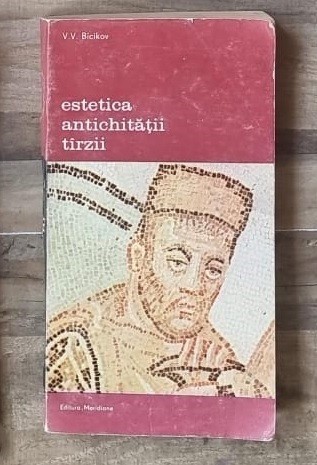 V.V. Bicikov
estetica
antichității
tîrzii
Editura, Meridiane